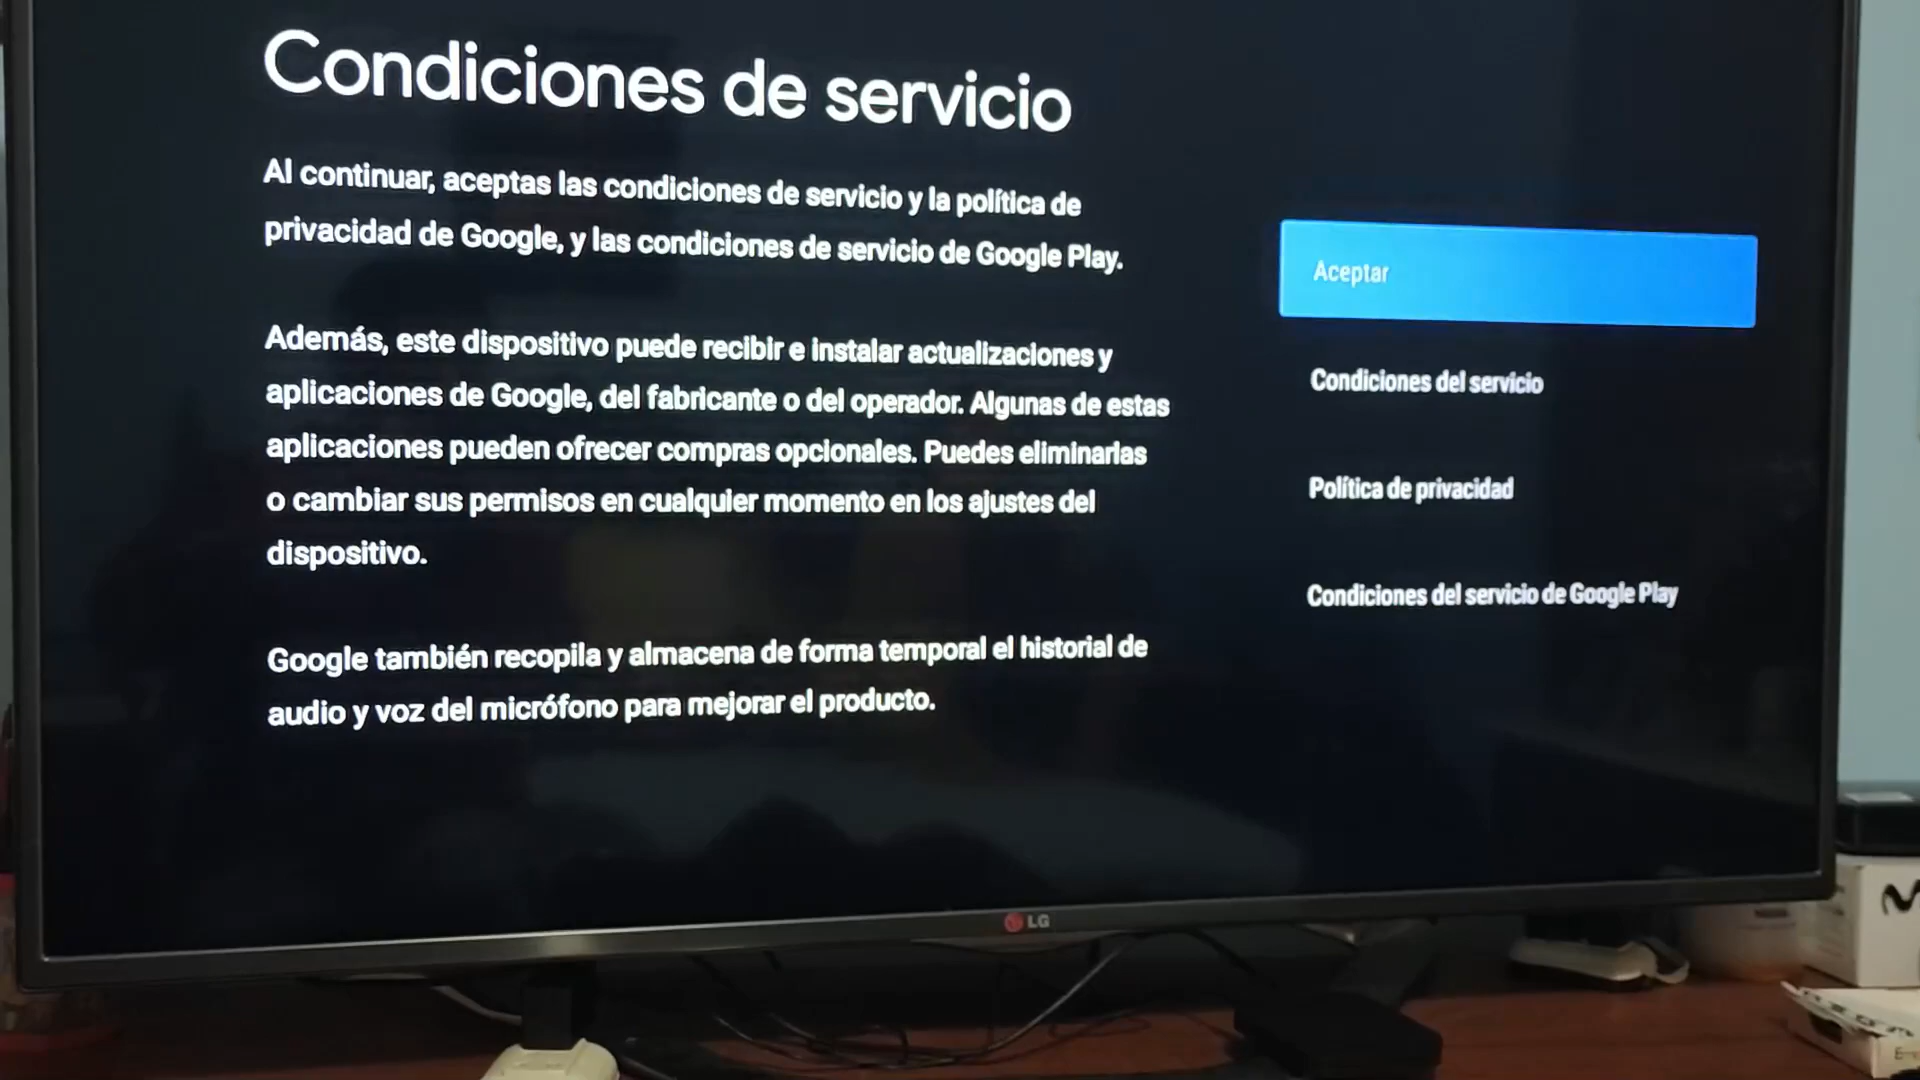 Condiciones de servicio
Al continuar, aceptas las condiciones de servicio y la política de
privacidad de Google, y las condiciones de servicio de Google Play.
Además, este dispositivo puede recibir e instalar actualizaciones y
aplicaciones de Google, del fabricante o del operador. Algunas de estas
aplicaciones pueden ofrecer compras opcionales. Puedes eliminarlas
o cambiar sus permisos en cualquier momento en los ajustes del
dispositivo.
Google también recopila y almacena de forma temporal el historial de
audio y voz del micrófono para mejorar el producto.
Aceptar
Condiciones del servicio
Política de privacidad
Condiciones del servicio de Google Play
LG